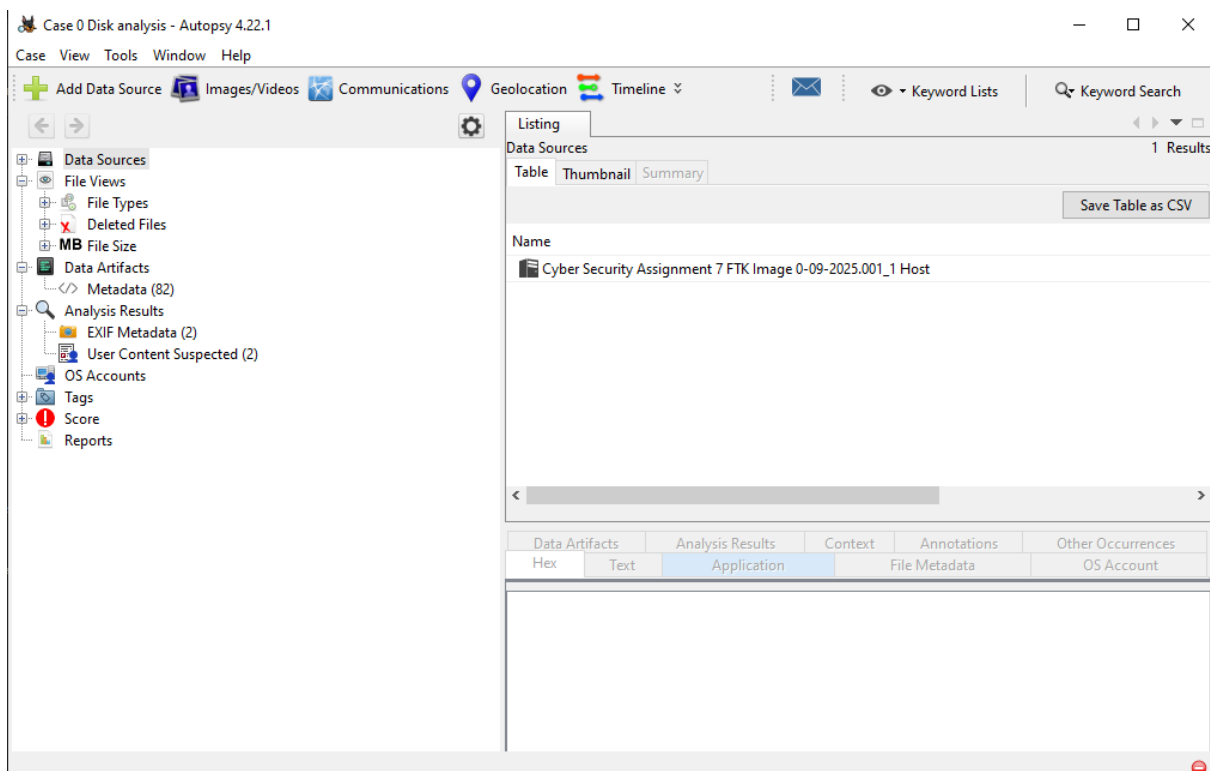 Case 0 Disk analysis - Autopsy 4.22.1
Case View Tools Window Help
Add Data Source Images/Videos Communications Geolocation Timeline Keyword Lists Keyword Search
Listing
Data Sources 1 Results
Table Thumbnail Summary
Save Table as CSV
Name
Cyber Security Assignment 7 FTK Image 0-09-2025.001_1 Host
Data Sources
File Views
File Types
Deleted Files
MB File Size
Data Artifacts
Metadata (82)
Analysis Results
EXIF Metadata (2)
User Content Suspected (2)
OS Accounts
Tags
Score
Reports
Data Artifacts Analysis Results Context Annotations Other Occurrences
Hex Text Application File Metadata OS Account